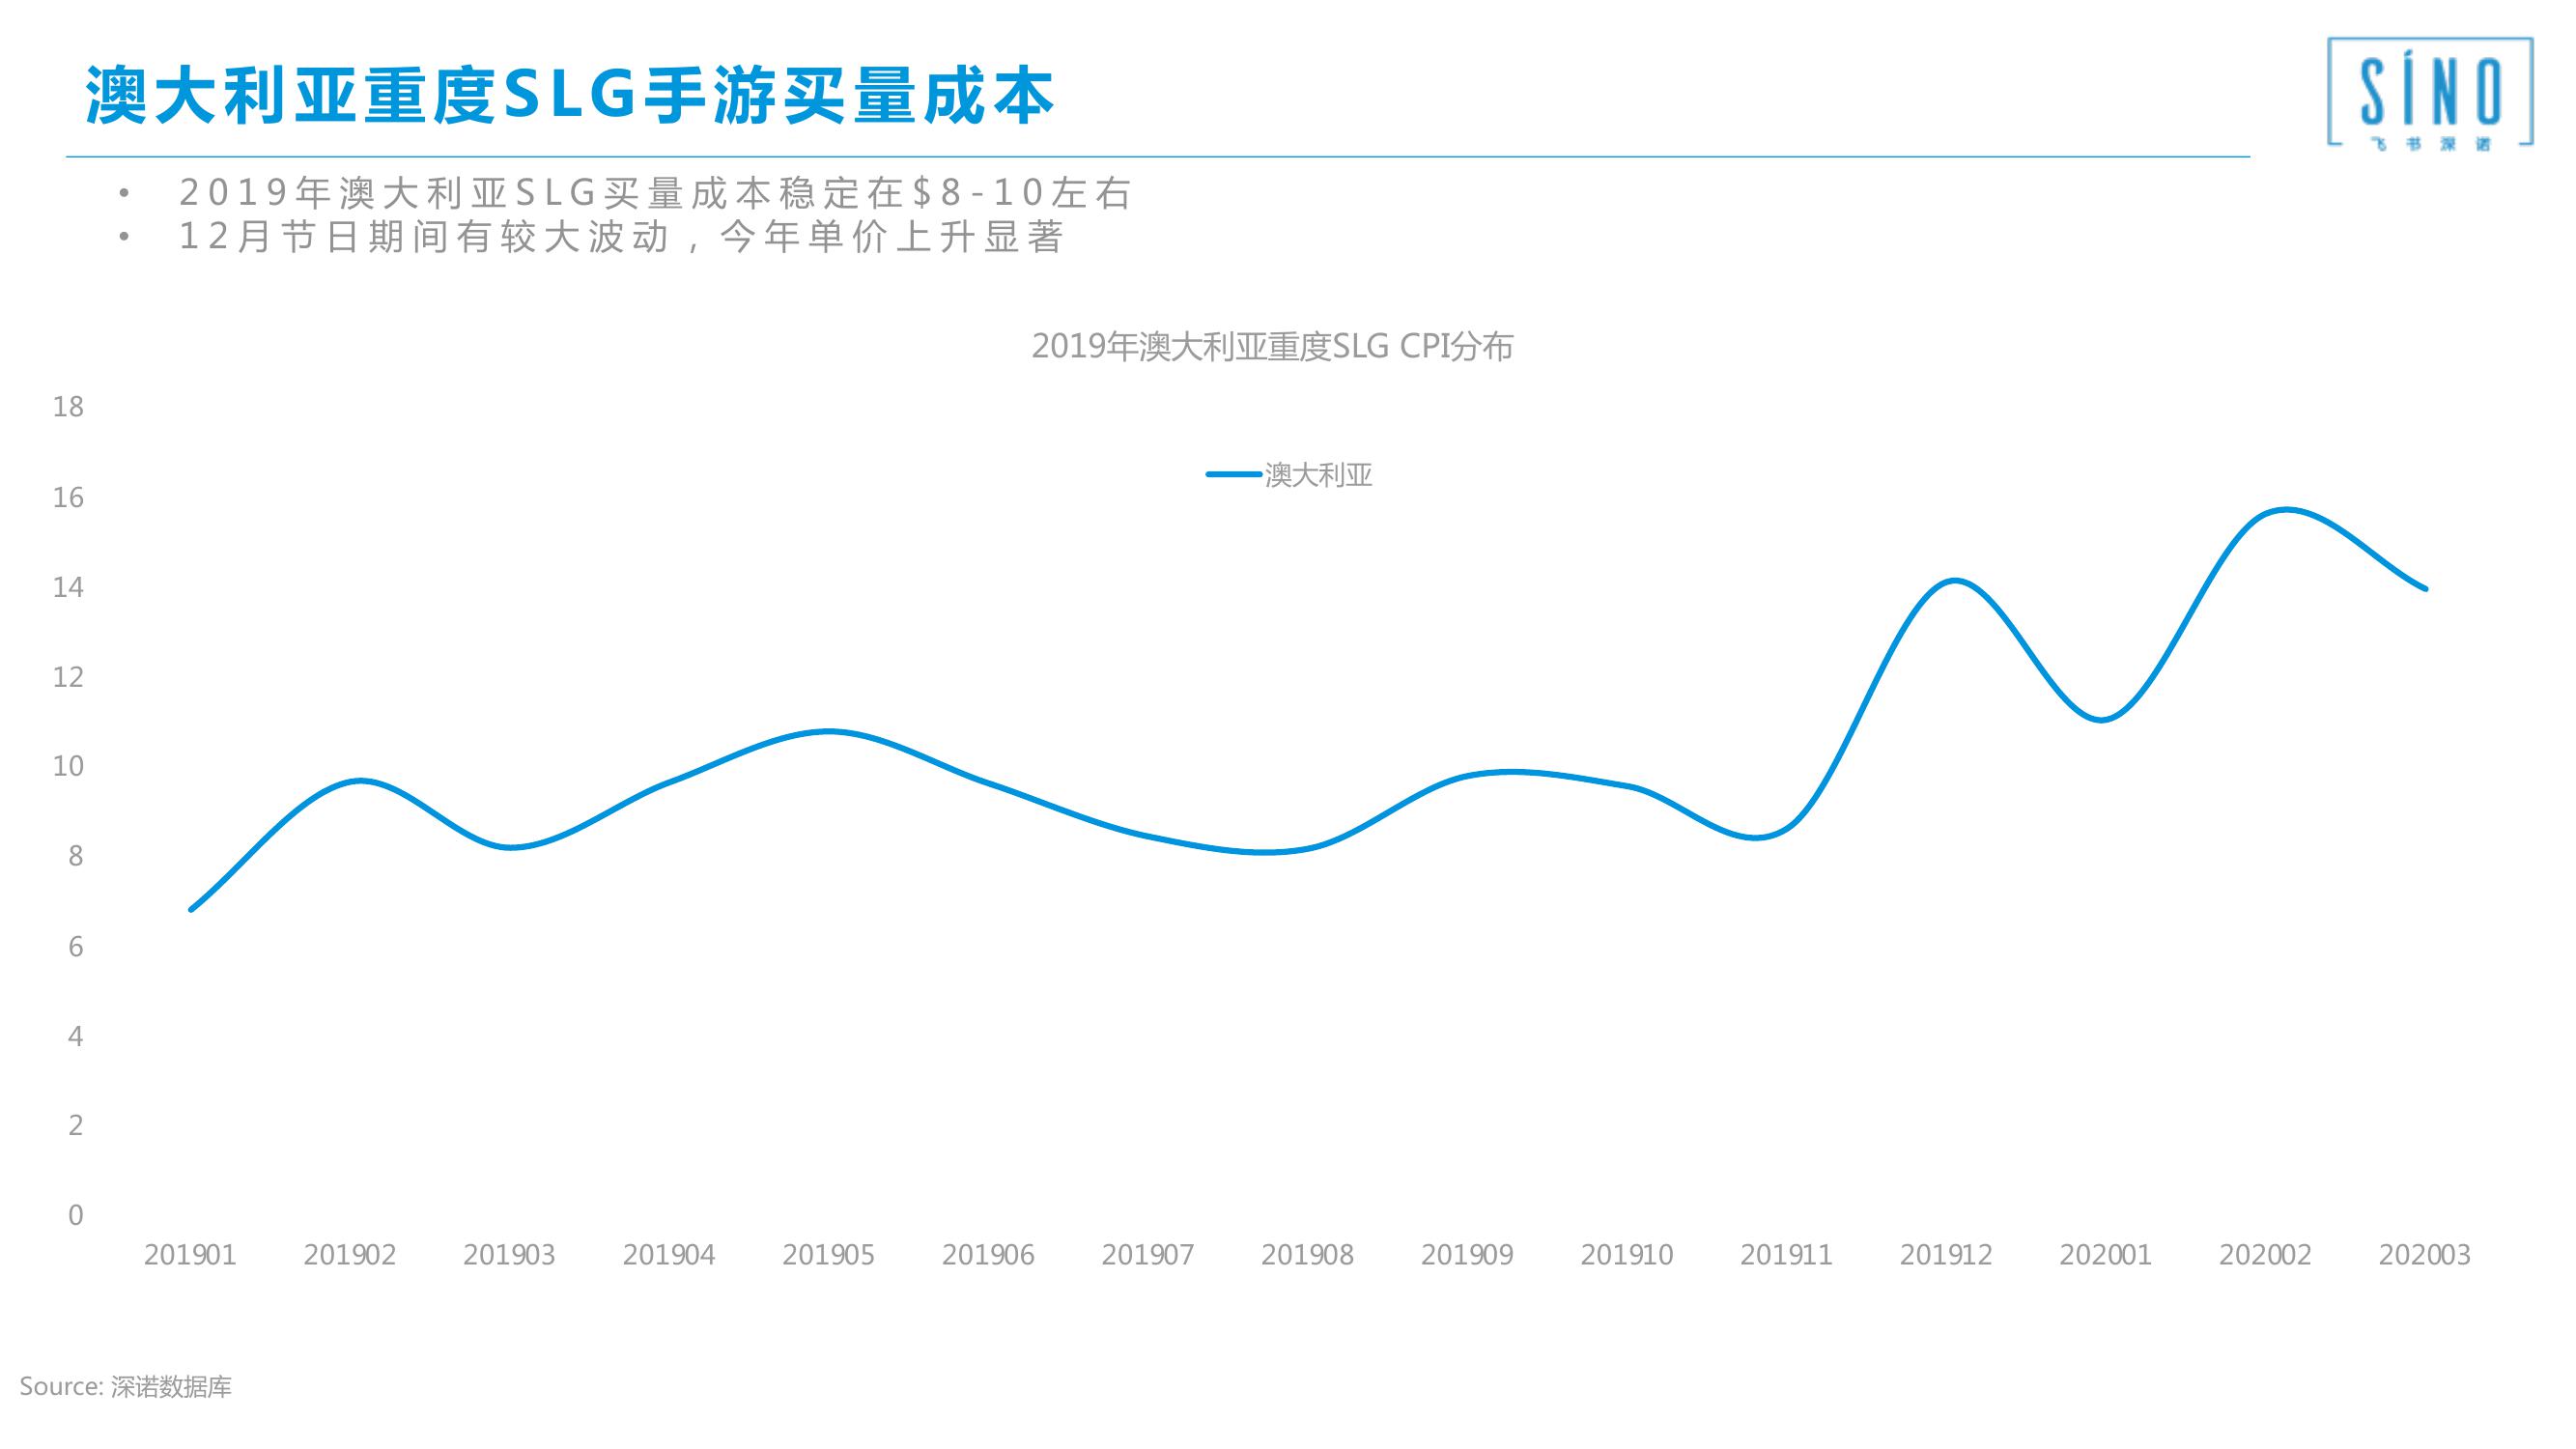 澳大利亚重度SLG手游买量成本
SÍNO
飞书深诺
• 2019年澳大利亚SLG买量成本稳定在$8-10左右
• 12月节日期间有较大波动，今年单价上升显著
2019年澳大利亚重度SLG CPI分布
澳大利亚
18
16
14
12
10
8
6
4
2
0
201901 201902 201903 201904 201905 201906 201907 201908 201909 201910 201911 201912 202001 202002 202003
Source: 深诺数据库